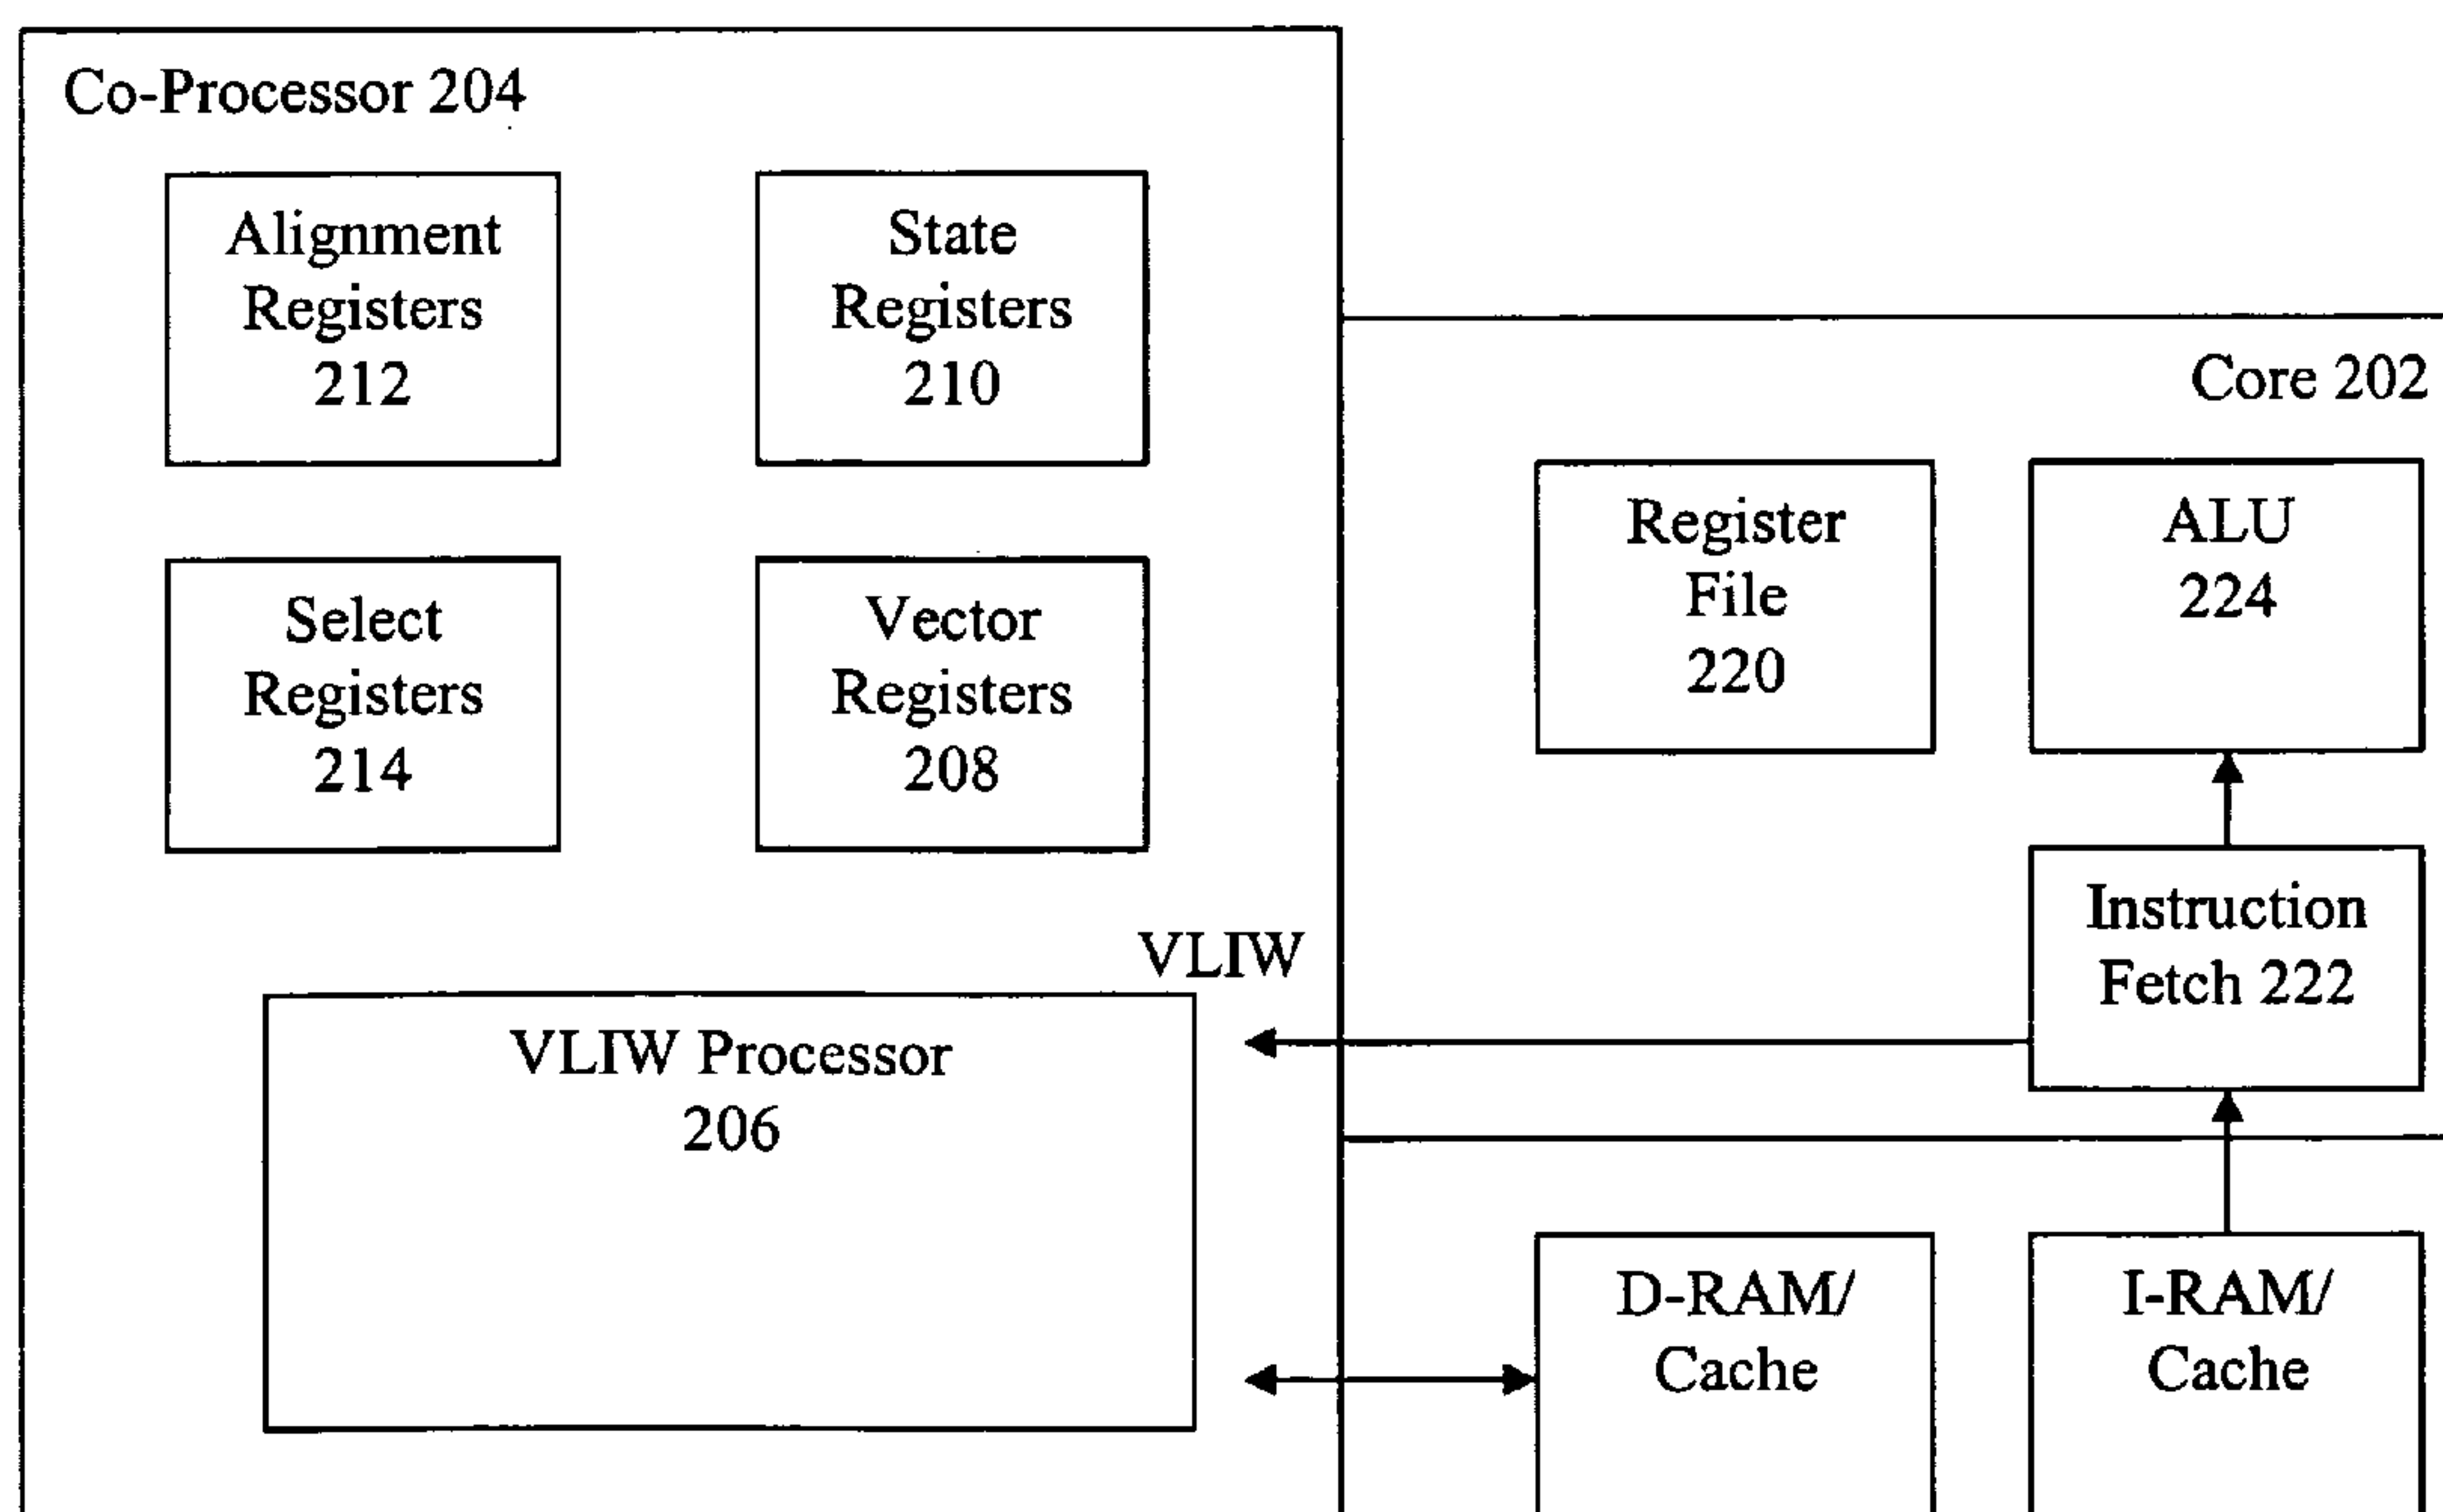 Co-Processor 204
Alignment
Registers
212
State
Registers
210
Select
Registers
214
Vector
Registers
208
VLIW
VLIW Processor
206
Core 202
Register
File
220
ALU
224
Instruction
Fetch 222
D-RAM/
Cache
I-RAM/
Cache